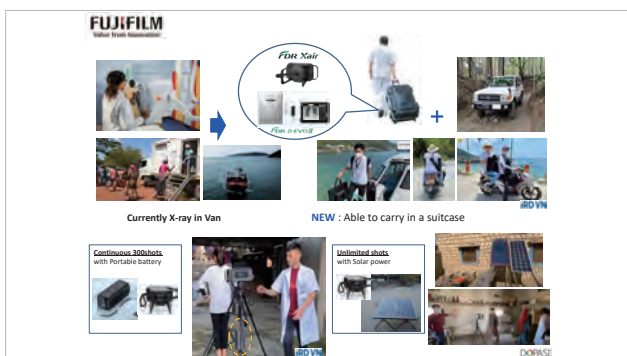 FUJIFILM
Value from Innovation
FDR Xair
FDR D-EVO II
+
iRD VN
Currently X-ray in Van
NEW : Able to carry in a suitcase
Continuous 300shots
with Portable battery
Unlimited shots
with Solar power
iRD VN
DOPASI